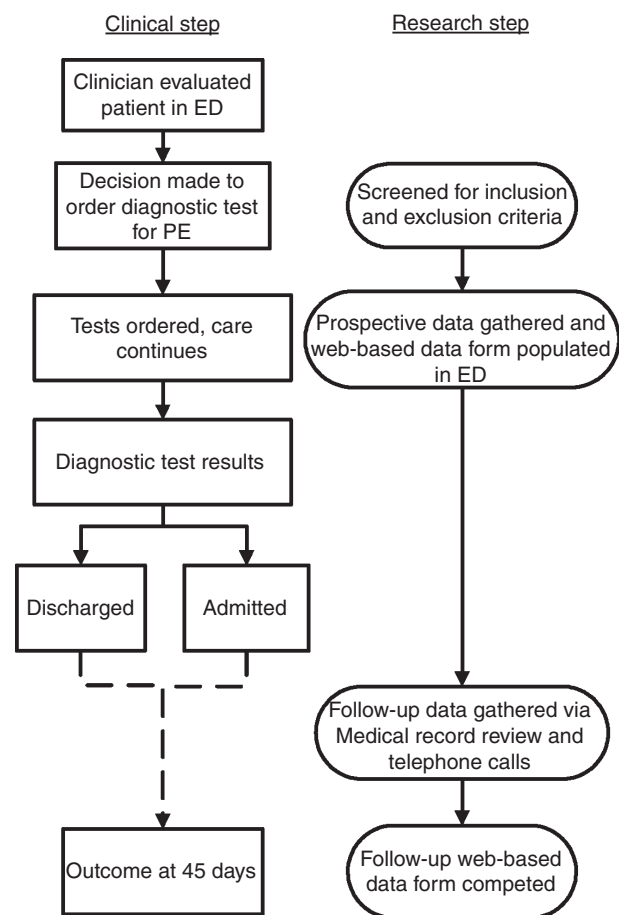 Clinical step
Research step
Clinician evaluated
patient in ED
Decision made to
order diagnostic test
for PE
Screened for inclusion
and exclusion criteria
Tests ordered, care
continues
Prospective data gathered and
web-based data form populated
in ED
Diagnostic test results
Discharged
Admitted
Follow-up data gathered via
Medical record review and
telephone calls
Outcome at 45 days
Follow-up web-based
data form competed